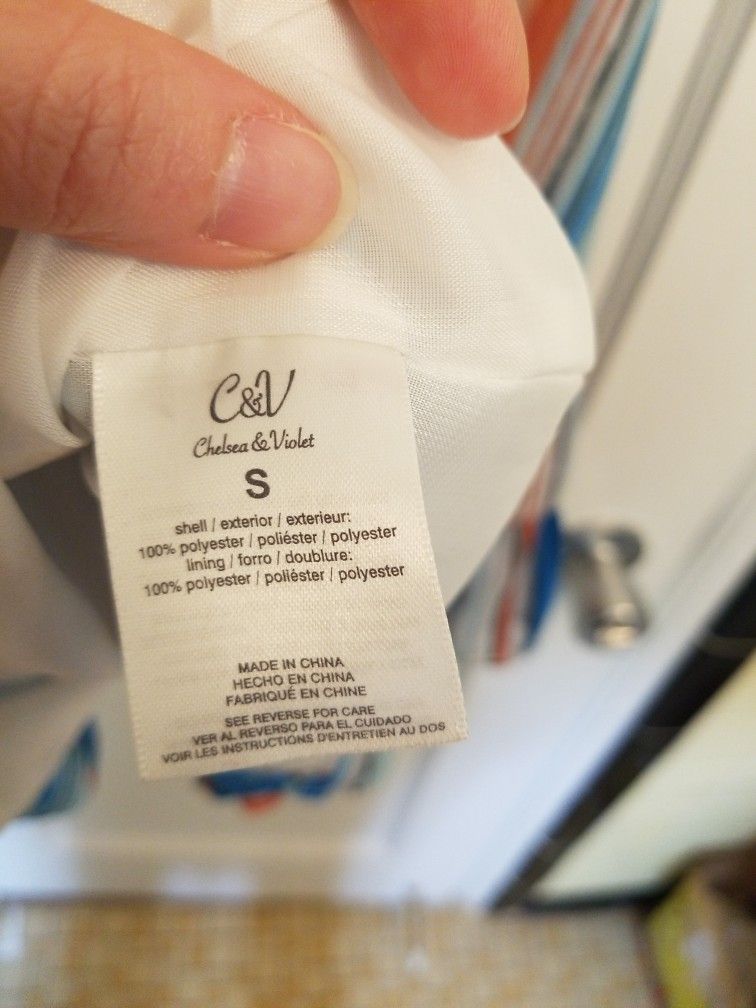 C&V
Chelsea & Violet
S
shell / exterior / exterieur:
100% polyester / poliéster / polyester
lining / forro / doublure:
100% polyester / poliéster / polyester
MADE IN CHINA
HECHO EN CHINA
FABRIQUÉ EN CHINE
SEE REVERSE FOR CARE
VER AL REVERSO PARA EL CUIDADO
VOIR LES INSTRUCTIONS D'ENTRETIEN AU DOS